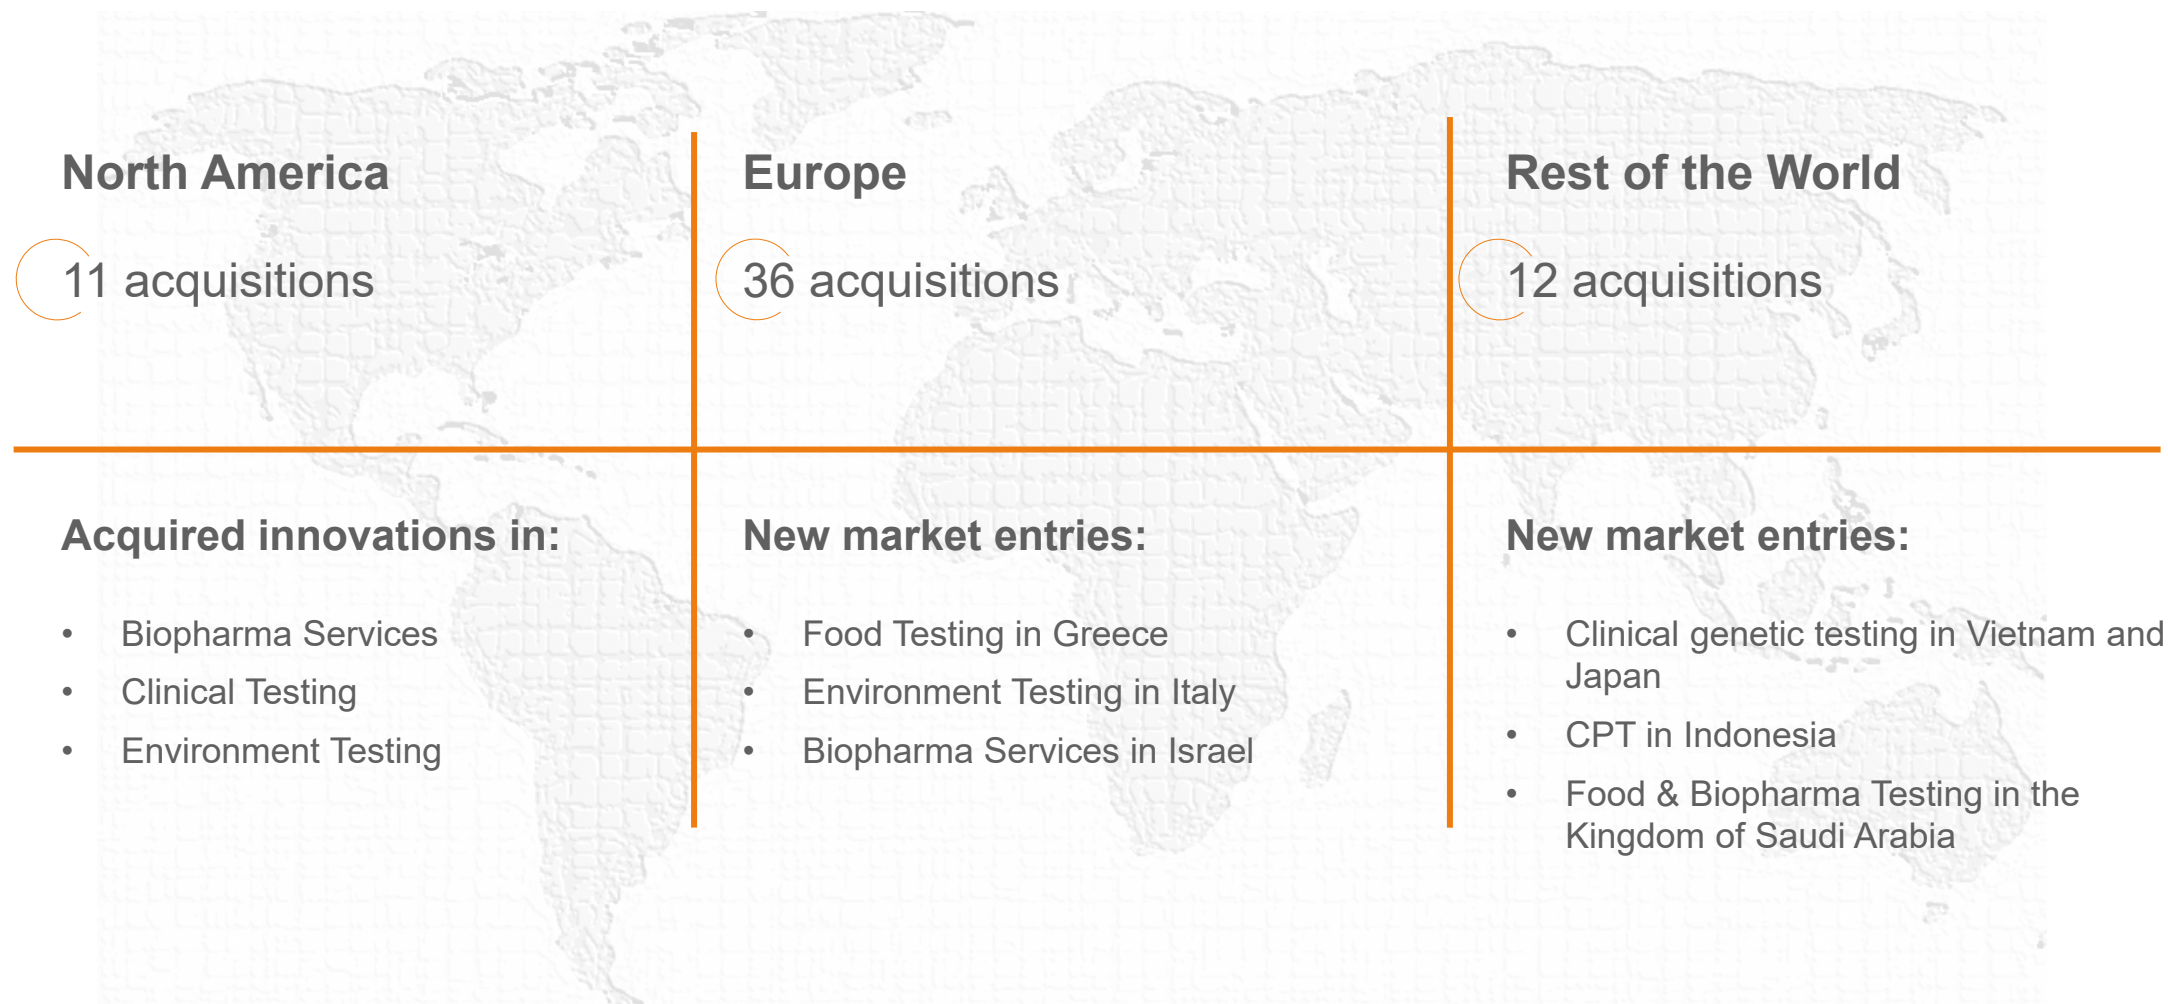 North America
11 acquisitions
Acquired innovations in:
• Biopharma Services
• Clinical Testing
• Environment Testing
Europe
36 acquisitions
New market entries:
• Food Testing in Greece
• Environment Testing in Italy
• Biopharma Services in Israel
Rest of the World
12 acquisitions
New market entries:
• Clinical genetic testing in Vietnam and
Japan
• CPT in Indonesia
• Food & Biopharma Testing in the
Kingdom of Saudi Arabia